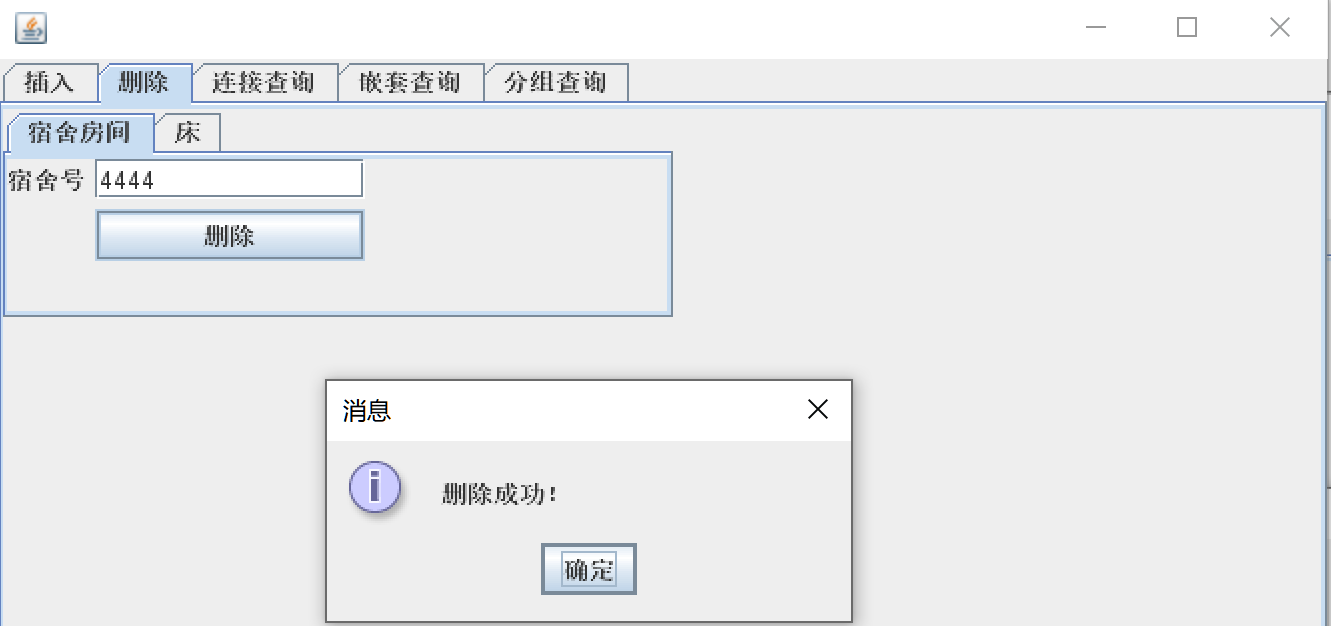 插入 删除 连接查询 嵌套查询 分组查询
宿舍房间 床
宿舍号 4444
删除
消息
删除成功!
确定